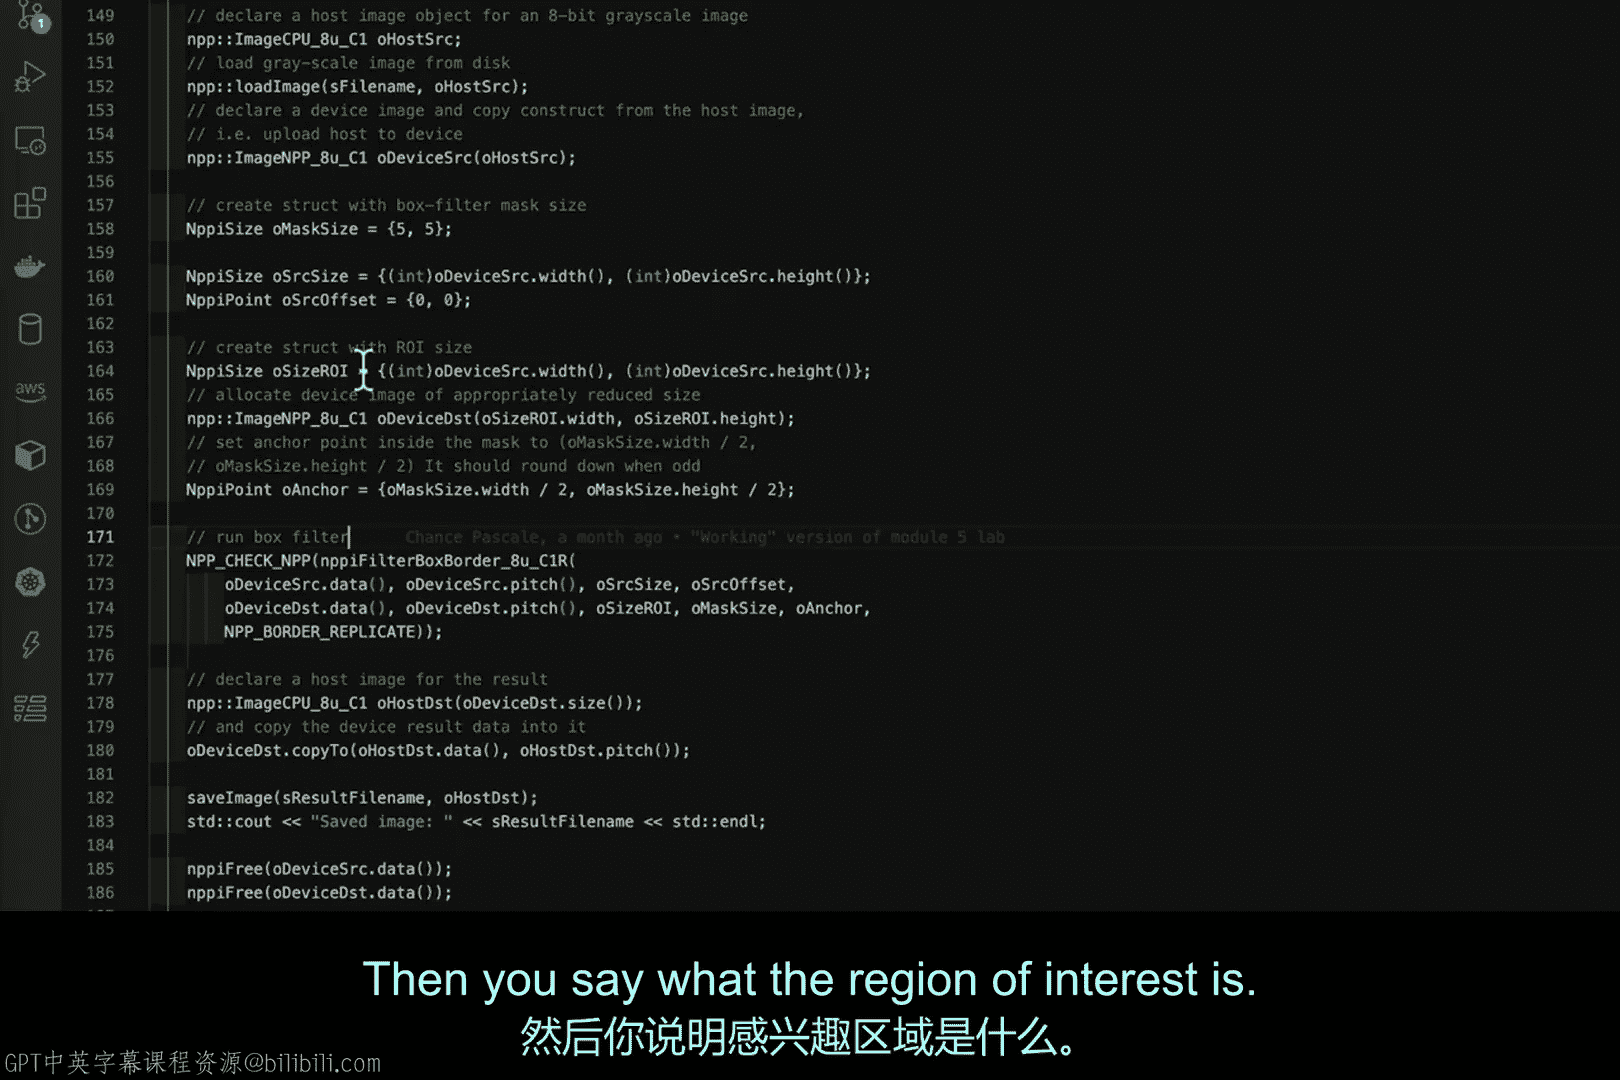 1
aws
149 // declare a host image object for an 8-bit grayscale image
150 npp::ImageCPU_8u_C1 oHostSrc;
151 // load gray-scale image from disk
152 npp::loadImage(sFilename, oHostSrc);
153 // declare a device image and copy construct from the host image,
154 // i.e. upload host to device
155 npp::ImageNPP_8u_C1 oDeviceSrc(oHostSrc);
156
157 // create struct with box-filter mask size
158 NppiSize oMaskSize = {5, 5};
159
160 NppiSize oSrcSize = {(int)oDeviceSrc.width(), (int)oDeviceSrc.height()};
161 NppiPoint oSrcOffset = {0, 0};
162
163 // create struct with ROI size
164 NppiSize oSizeROI = {(int)oDeviceSrc.width(), (int)oDeviceSrc.height()};
165 // allocate device image of appropriately reduced size
166 npp::ImageNPP_8u_C1 oDeviceDst(oSizeROI.width, oSizeROI.height);
167 // set anchor point inside the mask to (oMaskSize.width / 2,
168 // oMaskSize.height / 2) It should round down when odd
169 NppiPoint oAnchor = {oMaskSize.width / 2, oMaskSize.height / 2};
170
171 // run box filter Chance Pascale, a month ago • "Working" version of module 5 lab
172 NPP_CHECK_NPP(nppiFilterBoxBorder_8u_C1R(
173 oDeviceSrc.data(), oDeviceSrc.pitch(), oSrcSize, oSrcOffset,
174 oDeviceDst.data(), oDeviceDst.pitch(), oSizeROI, oMaskSize, oAnchor,
175 NPP_BORDER_REPLICATE));
176
177 // declare a host image for the result
178 npp::ImageCPU_8u_C1 oHostDst(oDeviceDst.size());
179 // and copy the device result data into it
180 oDeviceDst.copyTo(oHostDst.data(), oHostDst.pitch());
181
182 saveImage(sResultFilename, oHostDst);
183 std::cout << "Saved image: " << sResultFilename << std::endl;
184
185 nppiFree(oDeviceSrc.data());
186 nppiFree(oDeviceDst.data());
Then you say what the region of interest is.
然后你说明感兴趣区域是什么。
GPT中英字幕课程资源@bilibili.com